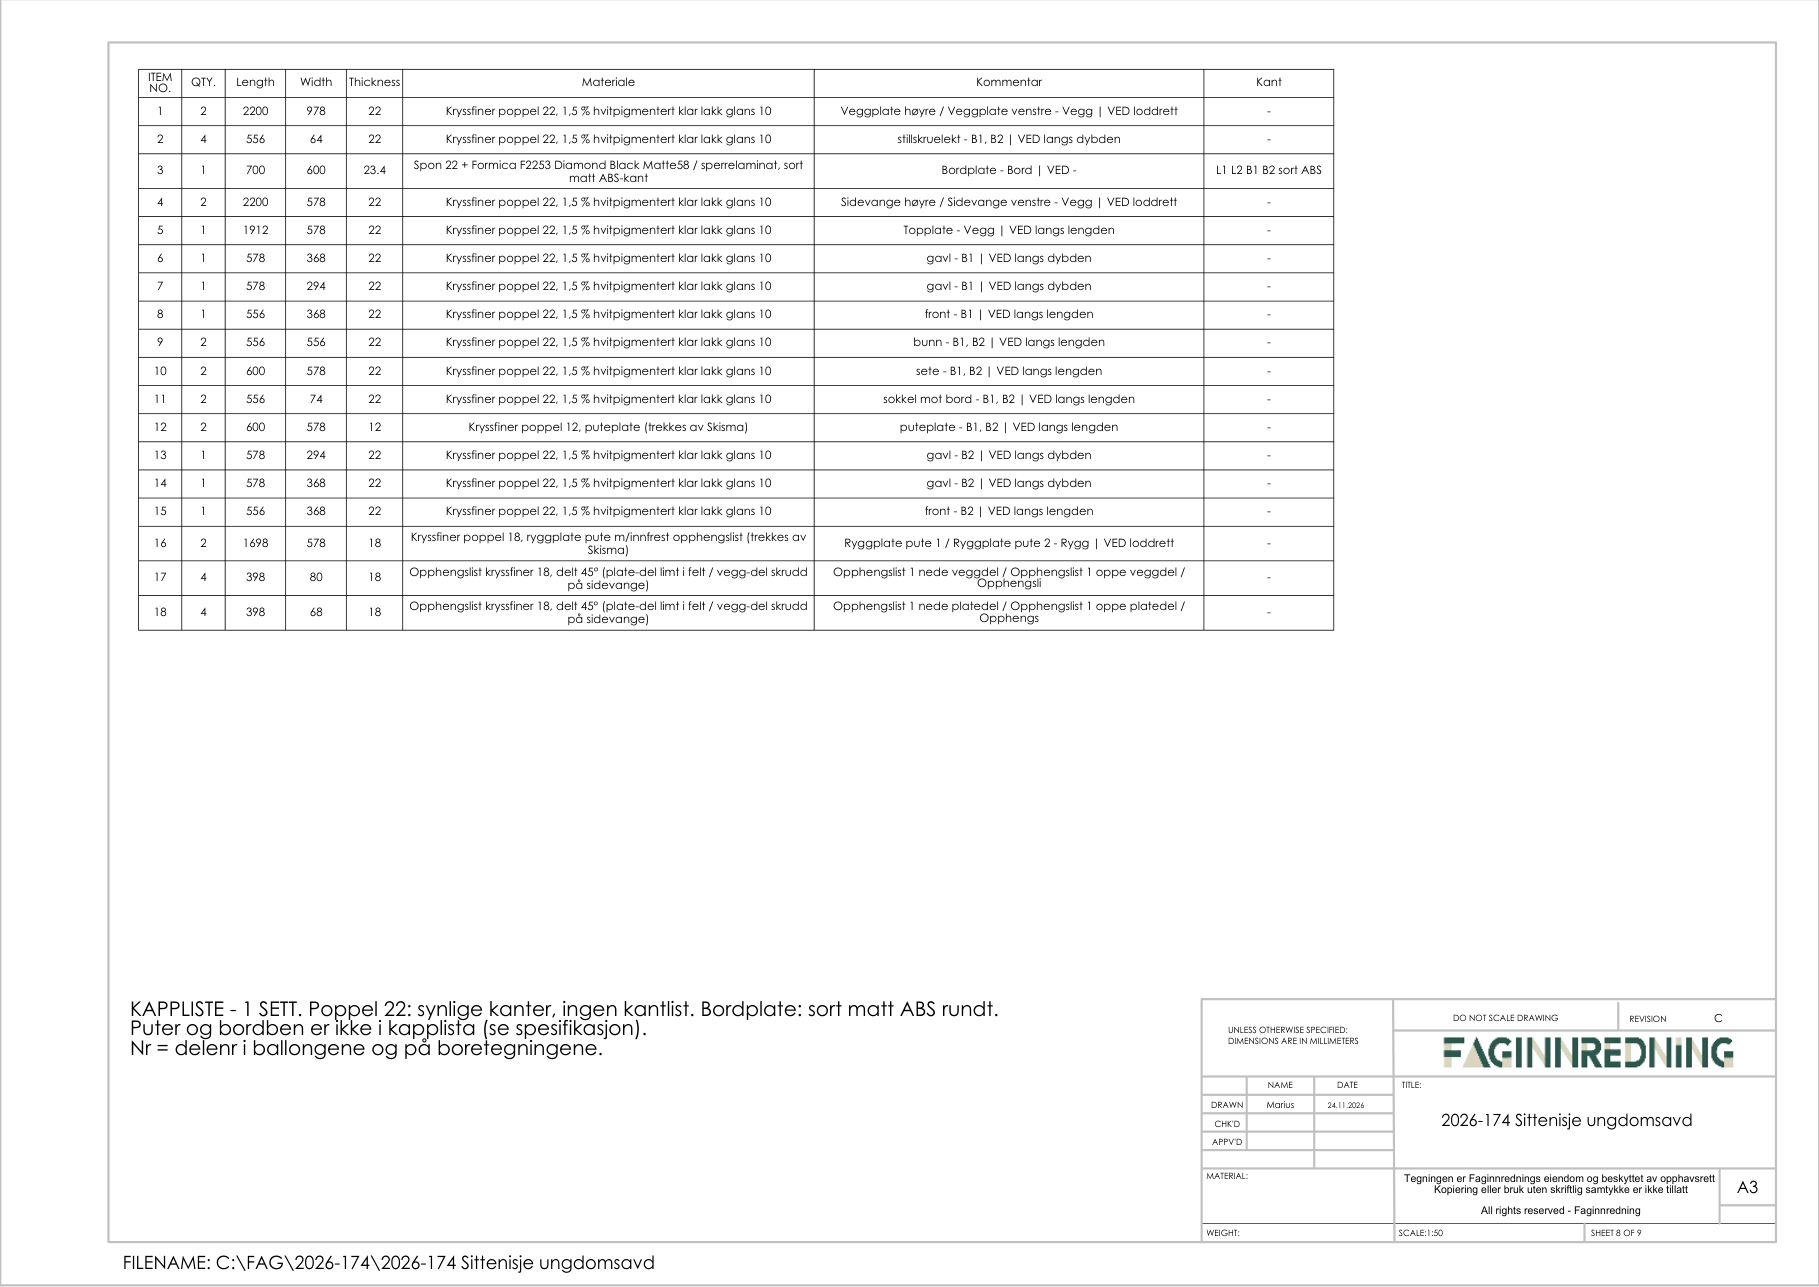 ITEM NO. QTY. Length Width Thickness Materiale Kommentar Kant
1 2 2200 978 22 Kryssfiner poppel 22, 1,5 % hvitpigmentert klar lakk glans 10 Veggplate høyre / Veggplate venstre - Vegg | VED loddrett -
2 4 556 64 22 Kryssfiner poppel 22, 1,5 % hvitpigmentert klar lakk glans 10 stillskruelekt - B1, B2 | VED langs dybden -
3 1 700 600 23.4 Spon 22 + Formica F2253 Diamond Black Matte58 / sperrelaminat, sort matt ABS-kant Bordplate - Bord | VED - L1 L2 B1 B2 sort ABS
4 2 2200 578 22 Kryssfiner poppel 22, 1,5 % hvitpigmentert klar lakk glans 10 Sidevange høyre / Sidevange venstre - Vegg | VED loddrett -
5 1 1912 578 22 Kryssfiner poppel 22, 1,5 % hvitpigmentert klar lakk glans 10 Topplate - Vegg | VED langs lengden -
6 1 578 368 22 Kryssfiner poppel 22, 1,5 % hvitpigmentert klar lakk glans 10 gavl - B1 | VED langs dybden -
7 1 578 294 22 Kryssfiner poppel 22, 1,5 % hvitpigmentert klar lakk glans 10 gavl - B1 | VED langs dybden -
8 1 556 368 22 Kryssfiner poppel 22, 1,5 % hvitpigmentert klar lakk glans 10 front - B1 | VED langs lengden -
9 2 556 556 22 Kryssfiner poppel 22, 1,5 % hvitpigmentert klar lakk glans 10 bunn - B1, B2 | VED langs lengden -
10 2 600 578 22 Kryssfiner poppel 22, 1,5 % hvitpigmentert klar lakk glans 10 sete - B1, B2 | VED langs lengden -
11 2 556 74 22 Kryssfiner poppel 22, 1,5 % hvitpigmentert klar lakk glans 10 sokkel mot bord - B1, B2 | VED langs lengden -
12 2 600 578 12 Kryssfiner poppel 12, puteplate (trekkes av Skisma) puteplate - B1, B2 | VED langs lengden -
13 1 578 294 22 Kryssfiner poppel 22, 1,5 % hvitpigmentert klar lakk glans 10 gavl - B2 | VED langs dybden -
14 1 578 368 22 Kryssfiner poppel 22, 1,5 % hvitpigmentert klar lakk glans 10 gavl - B2 | VED langs dybden -
15 1 556 368 22 Kryssfiner poppel 22, 1,5 % hvitpigmentert klar lakk glans 10 front - B2 | VED langs lengden -
16 2 1698 578 18 Kryssfiner poppel 18, ryggplate pute m/innfrest opphengslist (trekkes av Skisma) Ryggplate pute 1 / Ryggplate pute 2 - Rygg | VED loddrett -
17 4 398 80 18 Opphengslist kryssfiner 18, delt 45° (plate-del limt i felt / vegg-del skrudd på sidevange) Opphengslist 1 nede veggdel / Opphengslist 1 oppe veggdel / Opphengsli -
18 4 398 68 18 Opphengslist kryssfiner 18, delt 45° (plate-del limt i felt / vegg-del skrudd på sidevange) Opphengslist 1 nede platedel / Opphengslist 1 oppe platedel / Opphengs -
KAPPLISTE - 1 SETT. Poppel 22: synlige kanter, ingen kantlist. Bordplate: sort matt ABS rundt.
Puter og bordben er ikke i kapplista (se spesifikasjon).
Nr = delenr i ballongene og på boretegningene.
UNLESS OTHERWISE SPECIFIED:
DIMENSIONS ARE IN MILLIMETERS
DO NOT SCALE DRAWING
REVISION C
FAGINNREDNING
NAME DATE
DRAWN Marius 24.11.2026
CHK'D
APPV'D
TITLE:
2026-174 Sittenisje ungdomsavd
MATERIAL:
Tegningen er Faginnrednings eiendom og beskyttet av opphavsrett
Kopiering eller bruk uten skriftlig samtykke er ikke tillatt
All rights reserved - Faginnredning
A3
WEIGHT:
SCALE:1:50
SHEET 8 OF 9
FILENAME: C:\FAG\2026-174\2026-174 Sittenisje ungdomsavd